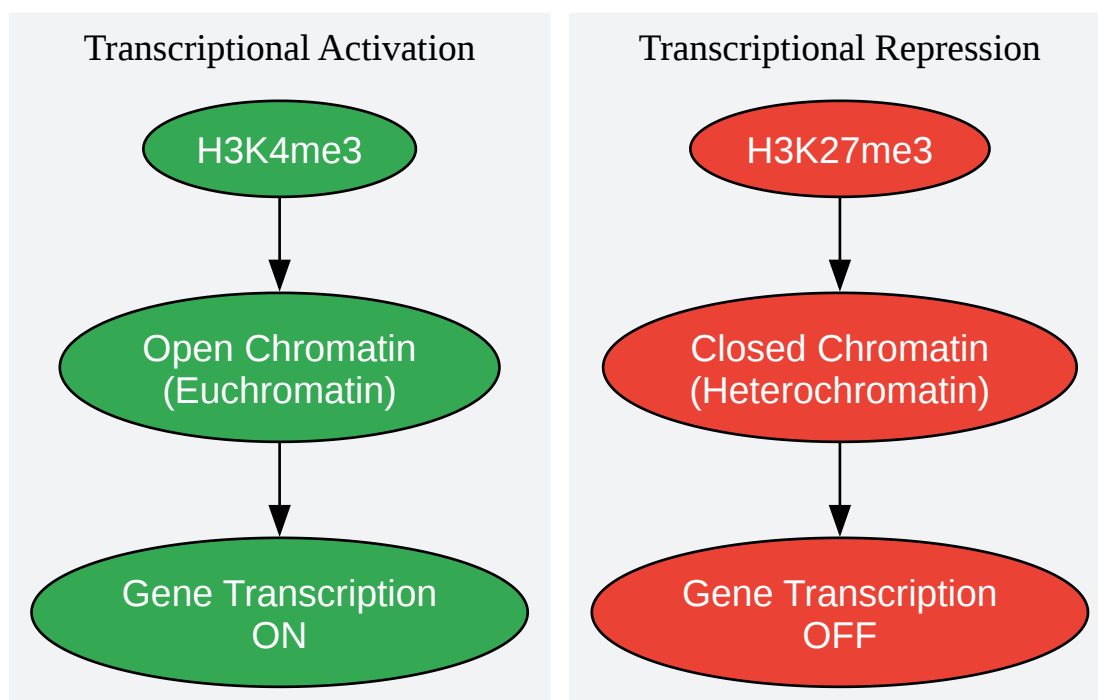 Transcriptional Activation
H3K4me3
Open Chromatin
(Euchromatin)
Gene Transcription
ON
Transcriptional Repression
H3K27me3
Closed Chromatin
(Heterochromatin)
Gene Transcription
OFF